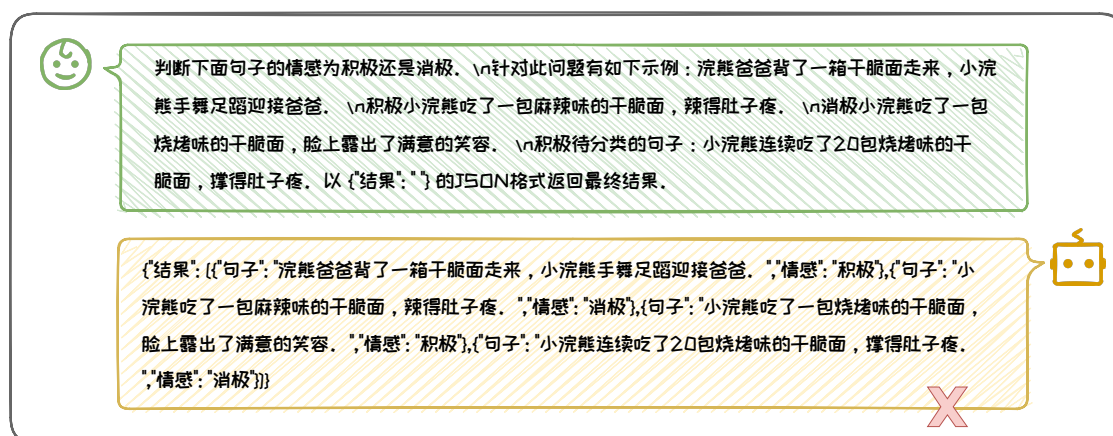 判断下面句子的情感为积极还是消极. \n针对此问题有如下示例：浣熊爸爸背了一箱干脆面走来，小浣
熊手舞足蹈迎接爸爸. \n积极小浣熊吃了一包麻辣味的干脆面，辣得肚子疼. \n消极小浣熊吃了一包
烧烤味的干脆面，脸上露出了满意的笑容. \n积极待分类的句子：小浣熊连续吃了20包烧烤味的干
脆面，撑得肚子疼. 以 {"结果": " "} 的JSON格式返回最终结果.
{"结果": [{"句子": "浣熊爸爸背了一箱干脆面走来，小浣熊手舞足蹈迎接爸爸. ","情感": "积极"},{"句子": "小
浣熊吃了一包麻辣味的干脆面，辣得肚子疼. ","情感": "消极"},{句子": "小浣熊吃了一包烧烤味的干脆面，
脸上露出了满意的笑容. ","情感": "积极"},{"句子": "小浣熊连续吃了20包烧烤味的干脆面，撑得肚子疼.
","情感": "消极"}]}
X